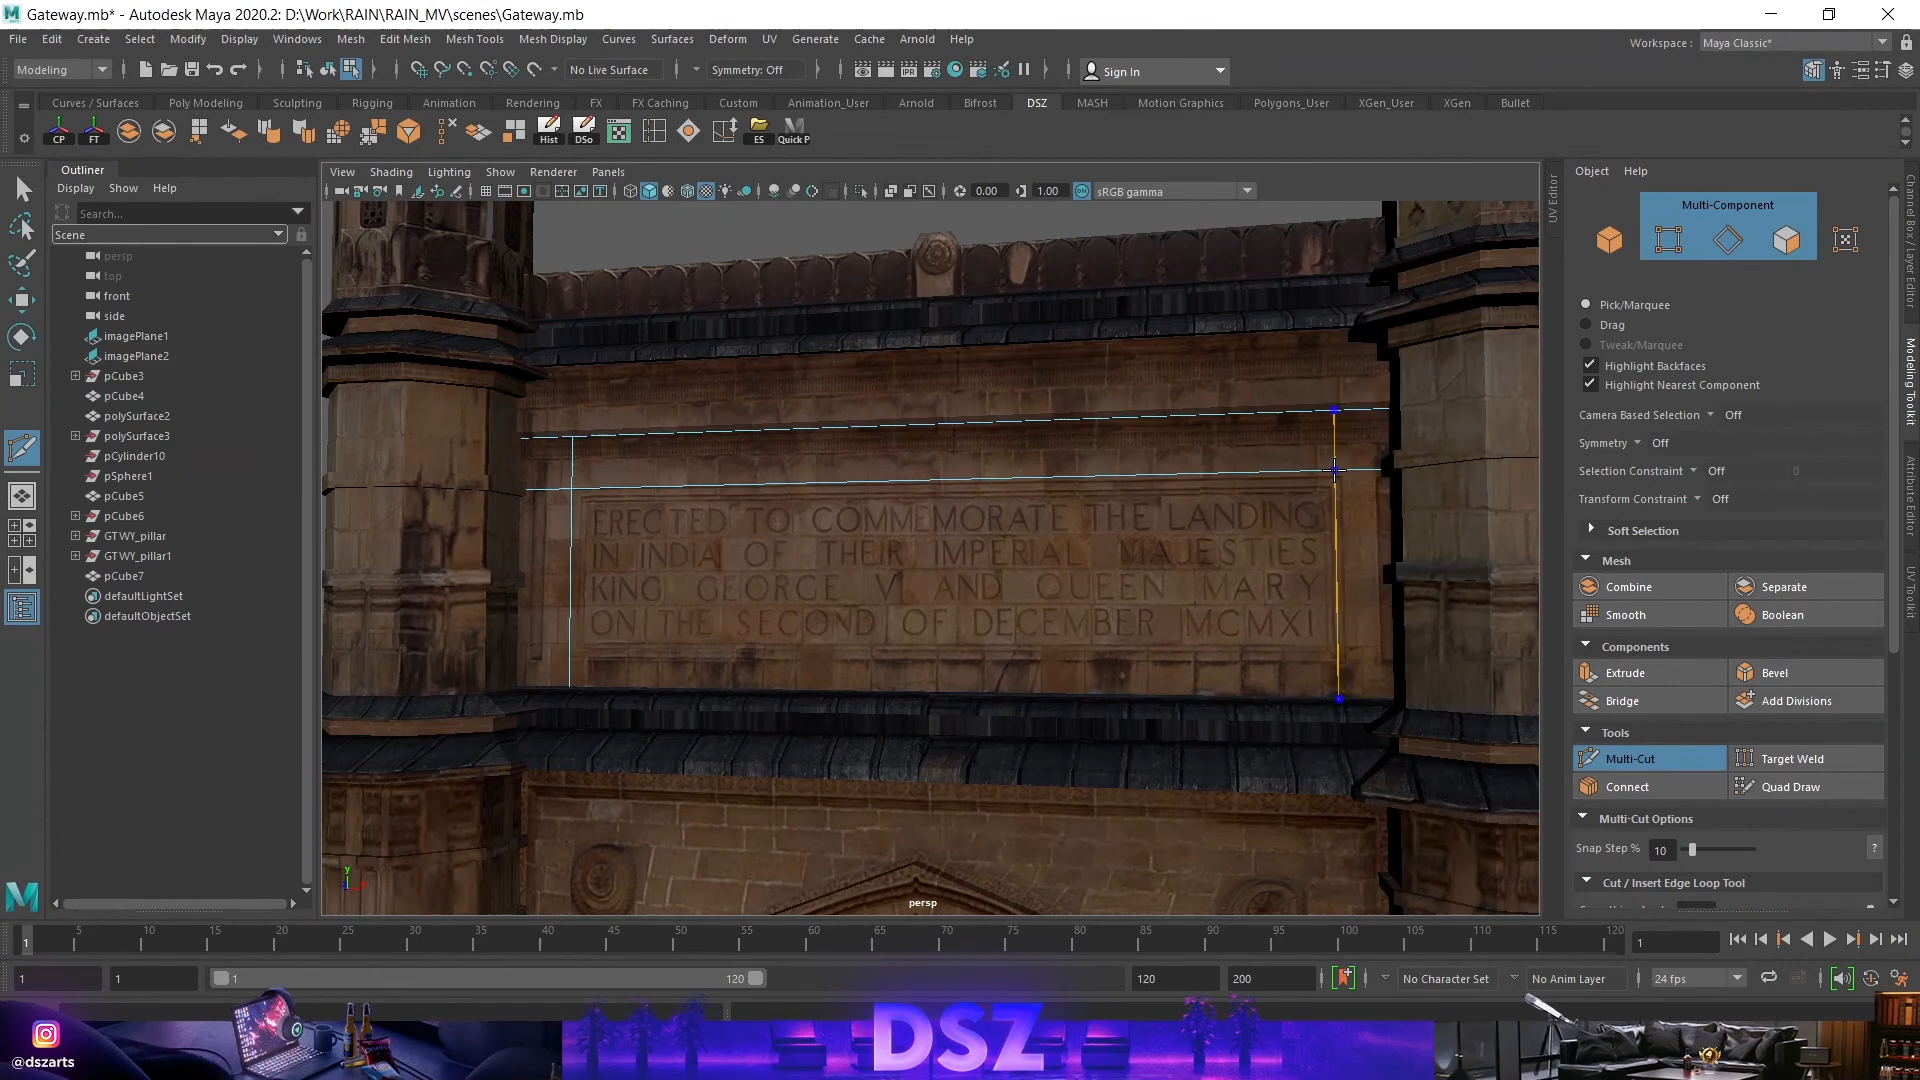 Gateway.mb* - Autodesk Maya 2020.2: D:\Work\RAIN\RAIN_MV\scenes\Gateway.mb
File Edit Create Select Modify Display Windows Mesh Edit Mesh Mesh Tools Mesh Display Curves Surfaces Deform UV Generate Cache Arnold Help
Workspace : Maya Classic*
Modeling No Live Surface Symmetry: Off Sign In
Curves / Surfaces Poly Modeling Sculpting Rigging Animation Rendering FX FX Caching Custom Animation_User Arnold Bifrost DSZ MASH Motion Graphics Polygons_User XGen_User XGen Bullet
CP FT Hist DSo ES Quick P
Outliner
Display Show Help
Search...
Scene
persp
top
front
side
imagePlane1
imagePlane2
pCube3
pCube4
polySurface2
polySurface3
pCylinder10
pSphere1
pCube5
pCube6
GTWY_pillar
GTWY_pillar1
pCube7
defaultLightSet
defaultObjectSet
View Shading Lighting Show Renderer Panels
0.00 1.00 ON sRGB gamma
ERECTED TO COMMEMORATE THE LANDING
IN INDIA OF THEIR IMPERIAL MAJESTIES
KING GEORGE V AND QUEEN MARY
ON THE SECOND OF DECEMBER MCMXI
y
persp
UV Editor
Object Help
Multi-Component
Pick/Marquee
Drag
Tweak/Marquee
Highlight Backfaces
Highlight Nearest Component
Camera Based Selection Off
Symmetry Off
Selection Constraint Off 0
Transform Constraint Off
Soft Selection
Mesh
Combine Separate
Smooth Boolean
Components
Extrude Bevel
Bridge Add Divisions
Tools
Multi-Cut Target Weld
Connect Quad Draw
Multi-Cut Options
Snap Step % 10 ?
Cut / Insert Edge Loop Tool
Channel Box / Layer Editor
Modeling Toolkit
Attribute Editor
UV Toolkit
1 5 10 15 20 25 30 35 40 45 50 55 60 65 70 75 80 85 90 95 100 105 110 115 120 1
1 1 1 120 120 200 No Character Set No Anim Layer 24 fps
DSZ
@dszarts